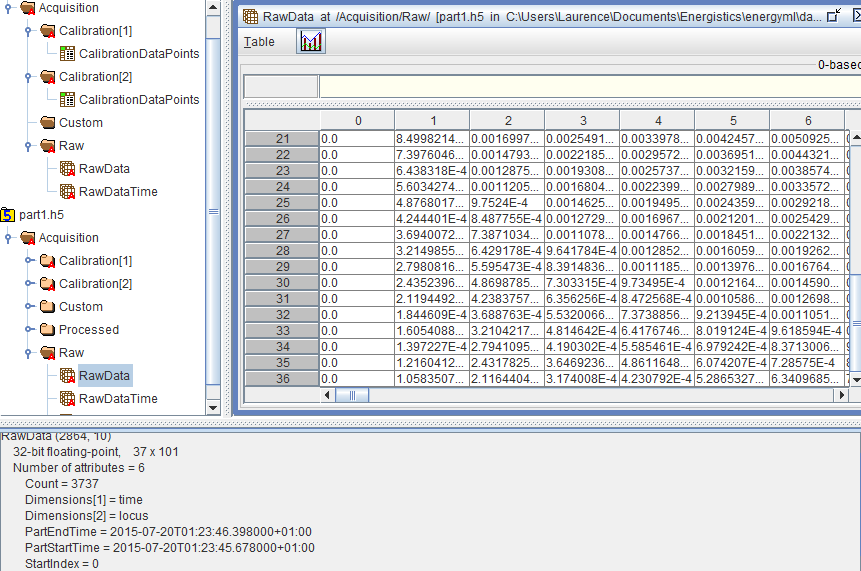 Acquisition
Calibration[1]
CalibrationDataPoints
Calibration[2]
CalibrationDataPoints
Custom
Raw
RawData
RawDataTime
part1.h5
Acquisition
Calibration[1]
Calibration[2]
Custom
Processed
Raw
RawData
RawDataTime
RawData at /Acquisition/Raw/ [part1.h5 in C:\Users\Laurence\Documents\Energistics\energyml\da...
Table
0-based
0 1 2 3 4 5 6
21 0.0 8.4998214... 0.0016997... 0.0025491... 0.0033978... 0.0042457... 0.0050925...
22 0.0 7.3976046... 0.0014793... 0.0022185... 0.0029572... 0.0036951... 0.0044321...
23 0.0 6.438318E-4 0.0012875... 0.0019308... 0.0025737... 0.0032159... 0.0038574...
24 0.0 5.6034274... 0.0011205... 0.0016804... 0.0022399... 0.0027989... 0.0033572...
25 0.0 4.8768017... 9.7524E-4 0.0014625... 0.0019495... 0.0024359... 0.0029218...
26 0.0 4.244401E-4 8.487755E-4 0.0012729... 0.0016967... 0.0021201... 0.0025429...
27 0.0 3.6940072... 7.3871034... 0.0011078... 0.0014766... 0.0018451... 0.0022132...
28 0.0 3.2149855... 6.429178E-4 9.641784E-4 0.0012852... 0.0016059... 0.0019262...
29 0.0 2.7980816... 5.595473E-4 8.3914836... 0.0011185... 0.0013976... 0.0016764...
30 0.0 2.4352396... 4.8698785... 7.303315E-4 9.73495E-4 0.0012164... 0.0014590...
31 0.0 2.1194492... 4.2383757... 6.356256E-4 8.472568E-4 0.0010586... 0.0012698...
32 0.0 1.844609E-4 3.688763E-4 5.5320066... 7.3738856... 9.213945E-4 0.0011051...
33 0.0 1.6054088... 3.2104217... 4.814642E-4 6.4176746... 8.019124E-4 9.618594E-4
34 0.0 1.397227E-4 2.7941095... 4.190302E-4 5.585461E-4 6.979242E-4 8.3713006...
35 0.0 1.2160412... 2.4317825... 3.6469236... 4.8611648... 6.074207E-4 7.28575E-4
36 0.0 1.0583507... 2.1164404... 3.174008E-4 4.230792E-4 5.2865327... 6.3409685...
RawData (2864, 10)
32-bit floating-point, 37 x 101
Number of attributes = 6
Count = 3737
Dimensions[1] = time
Dimensions[2] = locus
PartEndTime = 2015-07-20T01:23:46.398000+01:00
PartStartTime = 2015-07-20T01:23:45.678000+01:00
StartIndex = 0